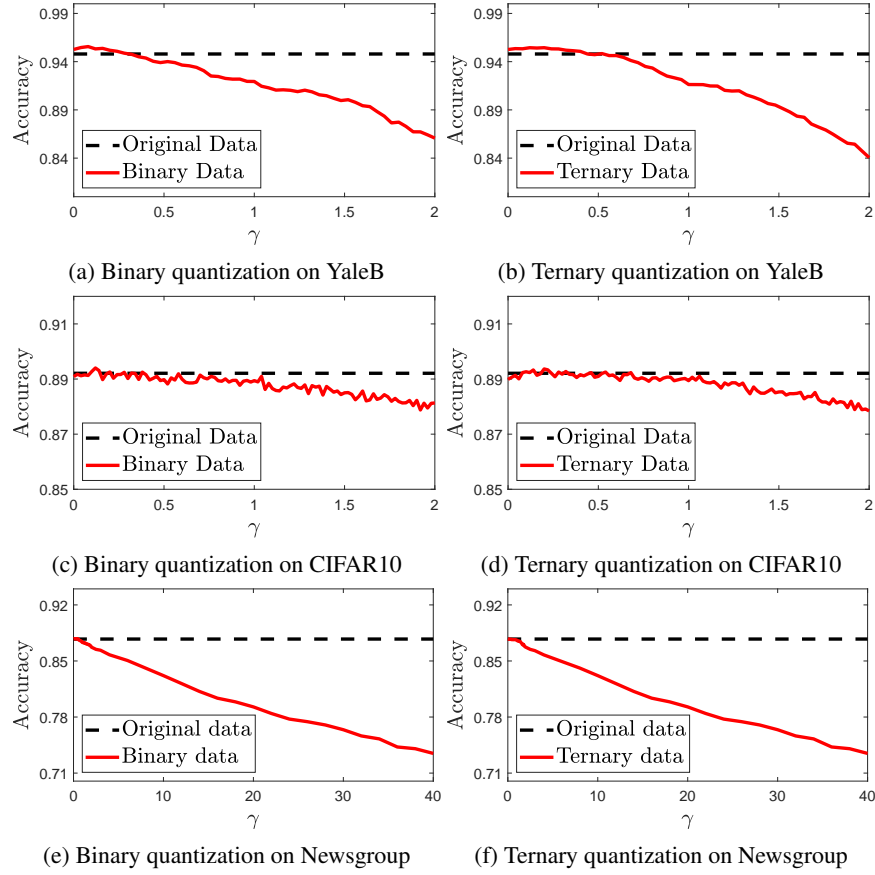 0.99
0.94
0.89
0.84
Accuracy
Original Data
Binary Data
0 0.5 1 1.5 2
γ
(a) Binary quantization on YaleB
0.99
0.94
0.89
0.84
Accuracy
Original Data
Ternary Data
0 0.5 1 1.5 2
γ
(b) Ternary quantization on YaleB
0.91
0.89
0.87
0.85
Accuracy
Original Data
Binary Data
0 0.5 1 1.5 2
γ
(c) Binary quantization on CIFAR10
0.91
0.89
0.87
0.85
Accuracy
Original Data
Ternary Data
0 0.5 1 1.5 2
γ
(d) Ternary quantization on CIFAR10
0.92
0.85
0.78
0.71
Accuracy
Original data
Binary data
0 10 20 30 40
γ
(e) Binary quantization on Newsgroup
0.92
0.85
0.78
0.71
Accuracy
Original data
Ternary data
0 10 20 30 40
γ
(f) Ternary quantization on Newsgroup